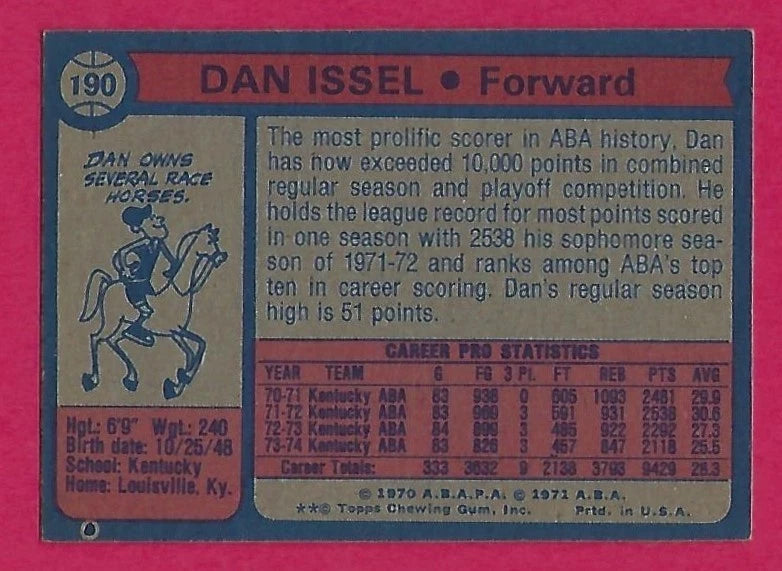 190
DAN ISSEL ● Forward
DAN OWNS
SEVERAL RACE
HORSES.
Hgt: 6'9" Wgt: 240
Birth date: 10/25/48
School: Kentucky
Home: Louisville, Ky.
The most prolific scorer in ABA history, Dan
has now exceeded 10,000 points in combined
regular season and playoff competition. He
holds the league record for most points scored
in one season with 2538 his sophomore sea-
son of 1971-72 and ranks among ABA's top
ten in career scoring. Dan's regular season
high is 51 points.
CAREER PRO STATISTICS
YEAR TEAM G FG 3 Pt. FT REB PTS AVG
70-71 Kentucky ABA 83 938 0 605 1093 2481 29.9
71-72 Kentucky ABA 83 969 3 591 931 2538 30.6
72-73 Kentucky ABA 84 899 3 485 922 2292 27.3
73-74 Kentucky ABA 83 826 3 457 847 2118 25.5
Career Totals: 333 3632 9 2138 3793 9429 28.3
© 1970 A.B.A.P.A. © 1971 A.B.A.
**© Topps Chewing Gum, Inc. Prtd. in U.S.A.